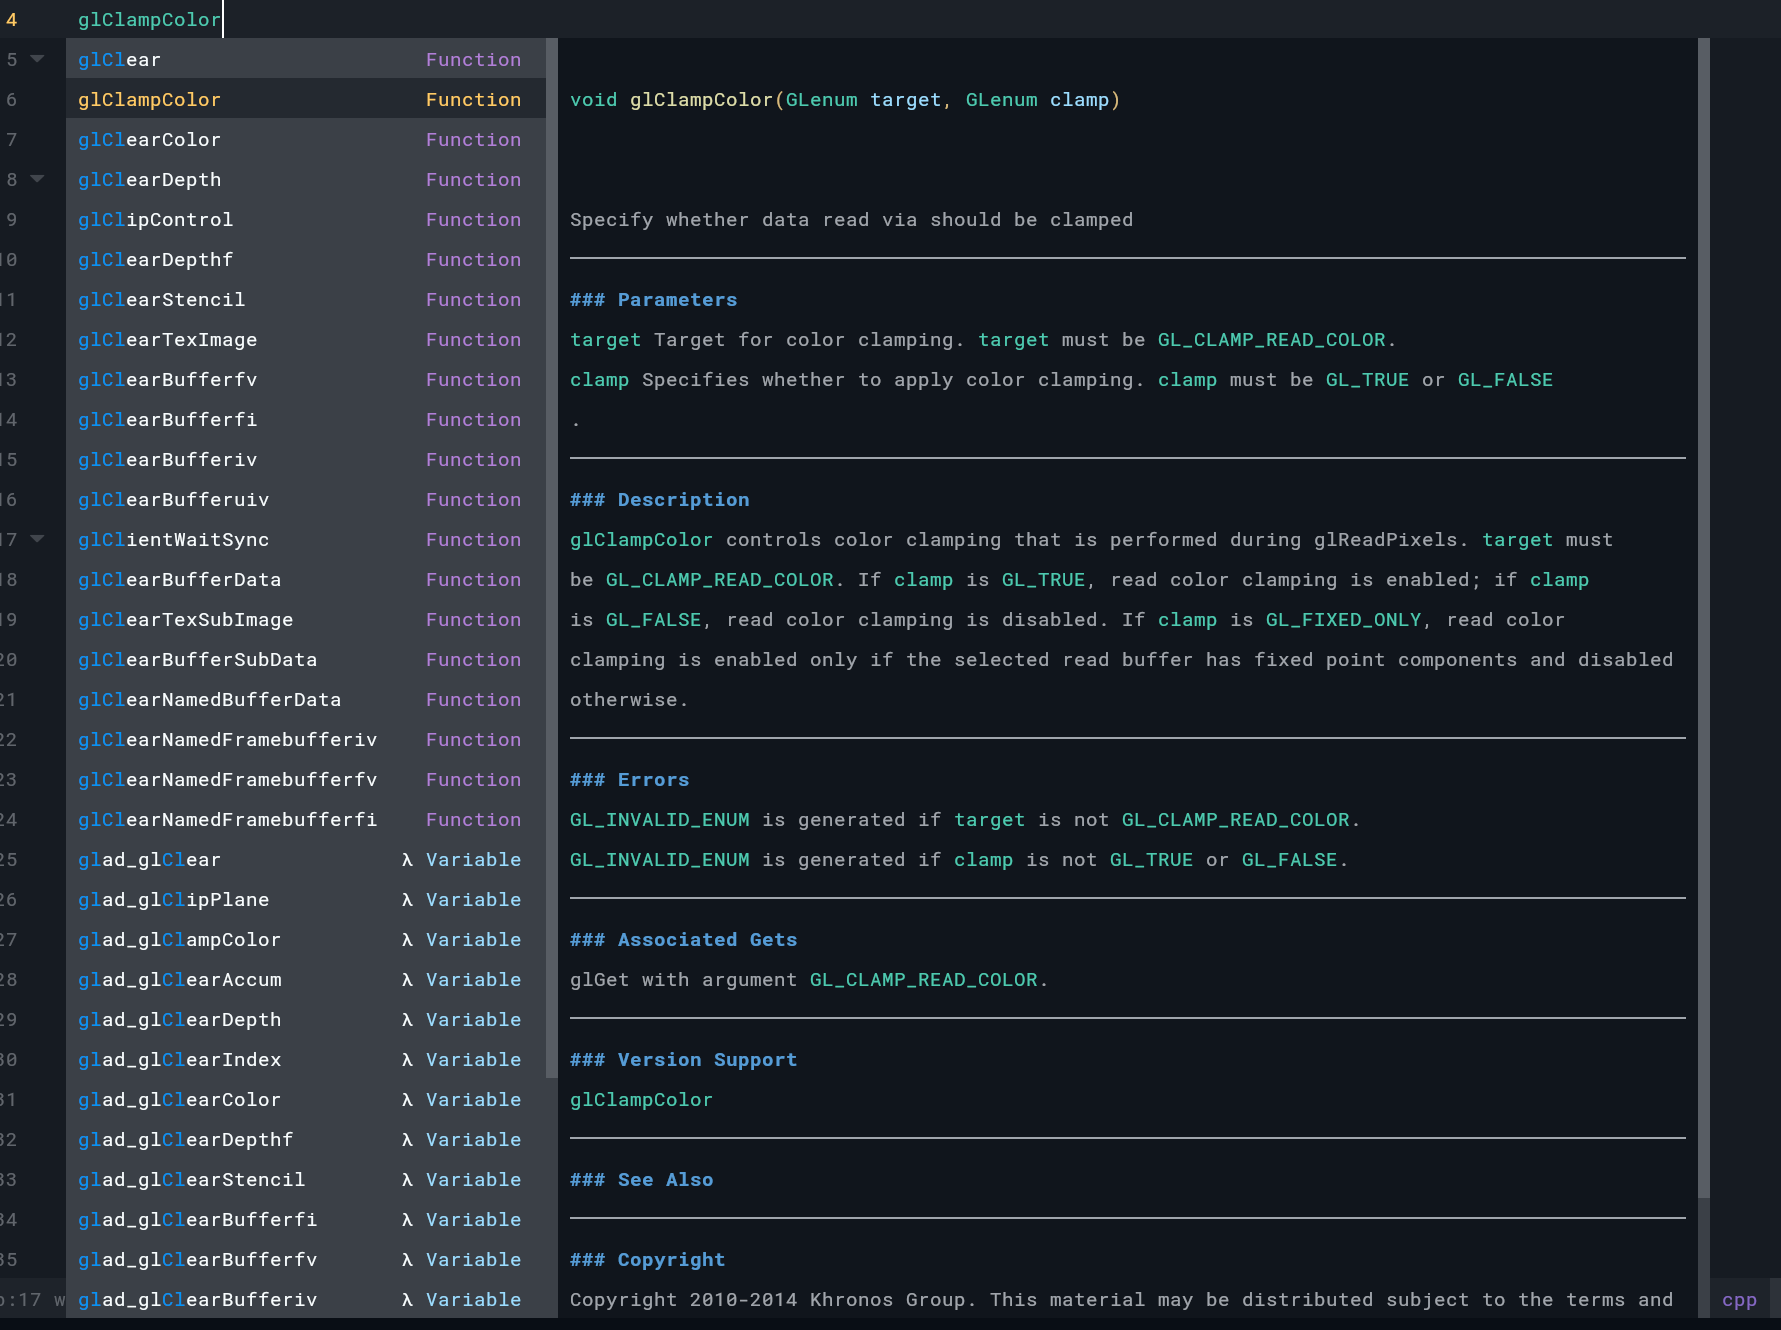 4 glClampColor
5 glClear Function
6 glClampColor Function
7 glClearColor Function
8 glClearDepth Function
9 glClipControl Function
10 glClearDepthf Function
11 glClearStencil Function
12 glClearTexImage Function
13 glClearBufferfv Function
14 glClearBufferfi Function
15 glClearBufferiv Function
16 glClearBufferuiv Function
17 glClientWaitSync Function
18 glClearBufferData Function
19 glClearTexSubImage Function
20 glClearBufferSubData Function
21 glClearNamedBufferData Function
22 glClearNamedFramebufferiv Function
23 glClearNamedFramebufferfv Function
24 glClearNamedFramebufferfi Function
25 glad_glClear λ Variable
26 glad_glClipPlane λ Variable
27 glad_glClampColor λ Variable
28 glad_glClearAccum λ Variable
29 glad_glClearDepth λ Variable
30 glad_glClearIndex λ Variable
31 glad_glClearColor λ Variable
32 glad_glClearDepthf λ Variable
33 glad_glClearStencil λ Variable
34 glad_glClearBufferfi λ Variable
35 glad_glClearBufferfv λ Variable
:17 w glad_glClearBufferiv λ Variable
void glClampColor(GLenum target, GLenum clamp)
Specify whether data read via should be clamped
### Parameters
target Target for color clamping. target must be GL_CLAMP_READ_COLOR.
clamp Specifies whether to apply color clamping. clamp must be GL_TRUE or GL_FALSE
.
### Description
glClampColor controls color clamping that is performed during glReadPixels. target must
be GL_CLAMP_READ_COLOR. If clamp is GL_TRUE, read color clamping is enabled; if clamp
is GL_FALSE, read color clamping is disabled. If clamp is GL_FIXED_ONLY, read color
clamping is enabled only if the selected read buffer has fixed point components and disabled
otherwise.
### Errors
GL_INVALID_ENUM is generated if target is not GL_CLAMP_READ_COLOR.
GL_INVALID_ENUM is generated if clamp is not GL_TRUE or GL_FALSE.
### Associated Gets
glGet with argument GL_CLAMP_READ_COLOR.
### Version Support
glClampColor
### See Also
### Copyright
Copyright 2010-2014 Khronos Group. This material may be distributed subject to the terms and
cpp